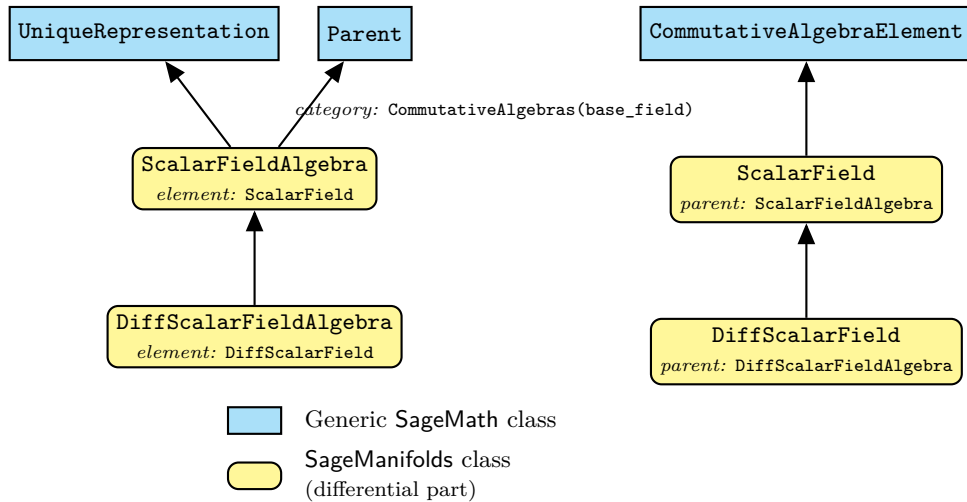 UniqueRepresentation
Parent
CommutativeAlgebraElement
category: CommutativeAlgebras(base_field)
ScalarFieldAlgebra
element: ScalarField
ScalarField
parent: ScalarFieldAlgebra
DiffScalarFieldAlgebra
element: DiffScalarField
DiffScalarField
parent: DiffScalarFieldAlgebra
Generic SageMath class
SageManifolds class
(differential part)